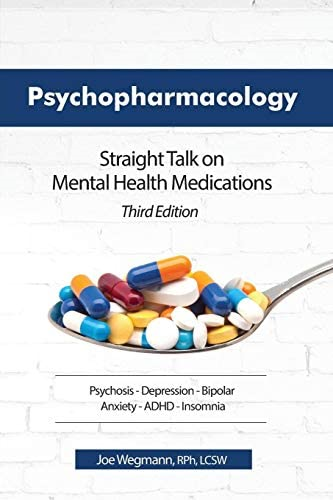 Psychopharmacology
Straight Talk on
Mental Health Medications
Third Edition
Psychosis - Depression - Bipolar
Anxiety - ADHD - Insomnia
Joe Wegmann, RPh, LCSW